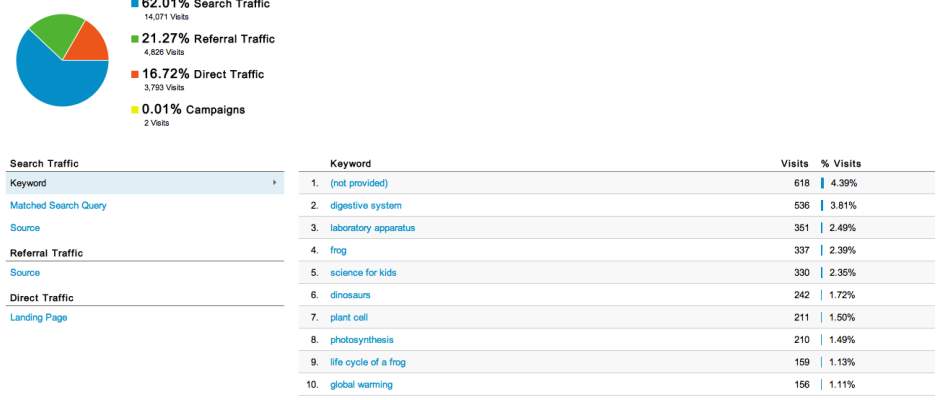 62.01% Search Traffic
14,071 Visits
21.27% Referral Traffic
4,826 Visits
16.72% Direct Traffic
3,793 Visits
0.01% Campaigns
2 Visits
Search Traffic
Keyword
Matched Search Query
Source
Referral Traffic
Source
Direct Traffic
Landing Page
Keyword Visits % Visits
1. (not provided) 618 4.39%
2. digestive system 536 3.81%
3. laboratory apparatus 351 2.49%
4. frog 337 2.39%
5. science for kids 330 2.35%
6. dinosaurs 242 1.72%
7. plant cell 211 1.50%
8. photosynthesis 210 1.49%
9. life cycle of a frog 159 1.13%
10. global warming 156 1.11%